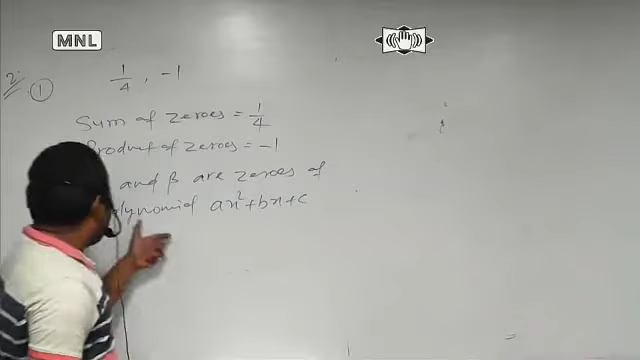 MNL
2. ① 1/4, -1
Sum of zeroes = 1/4
Product of zeroes = -1
and β are zeroes of
ax²+bx+c